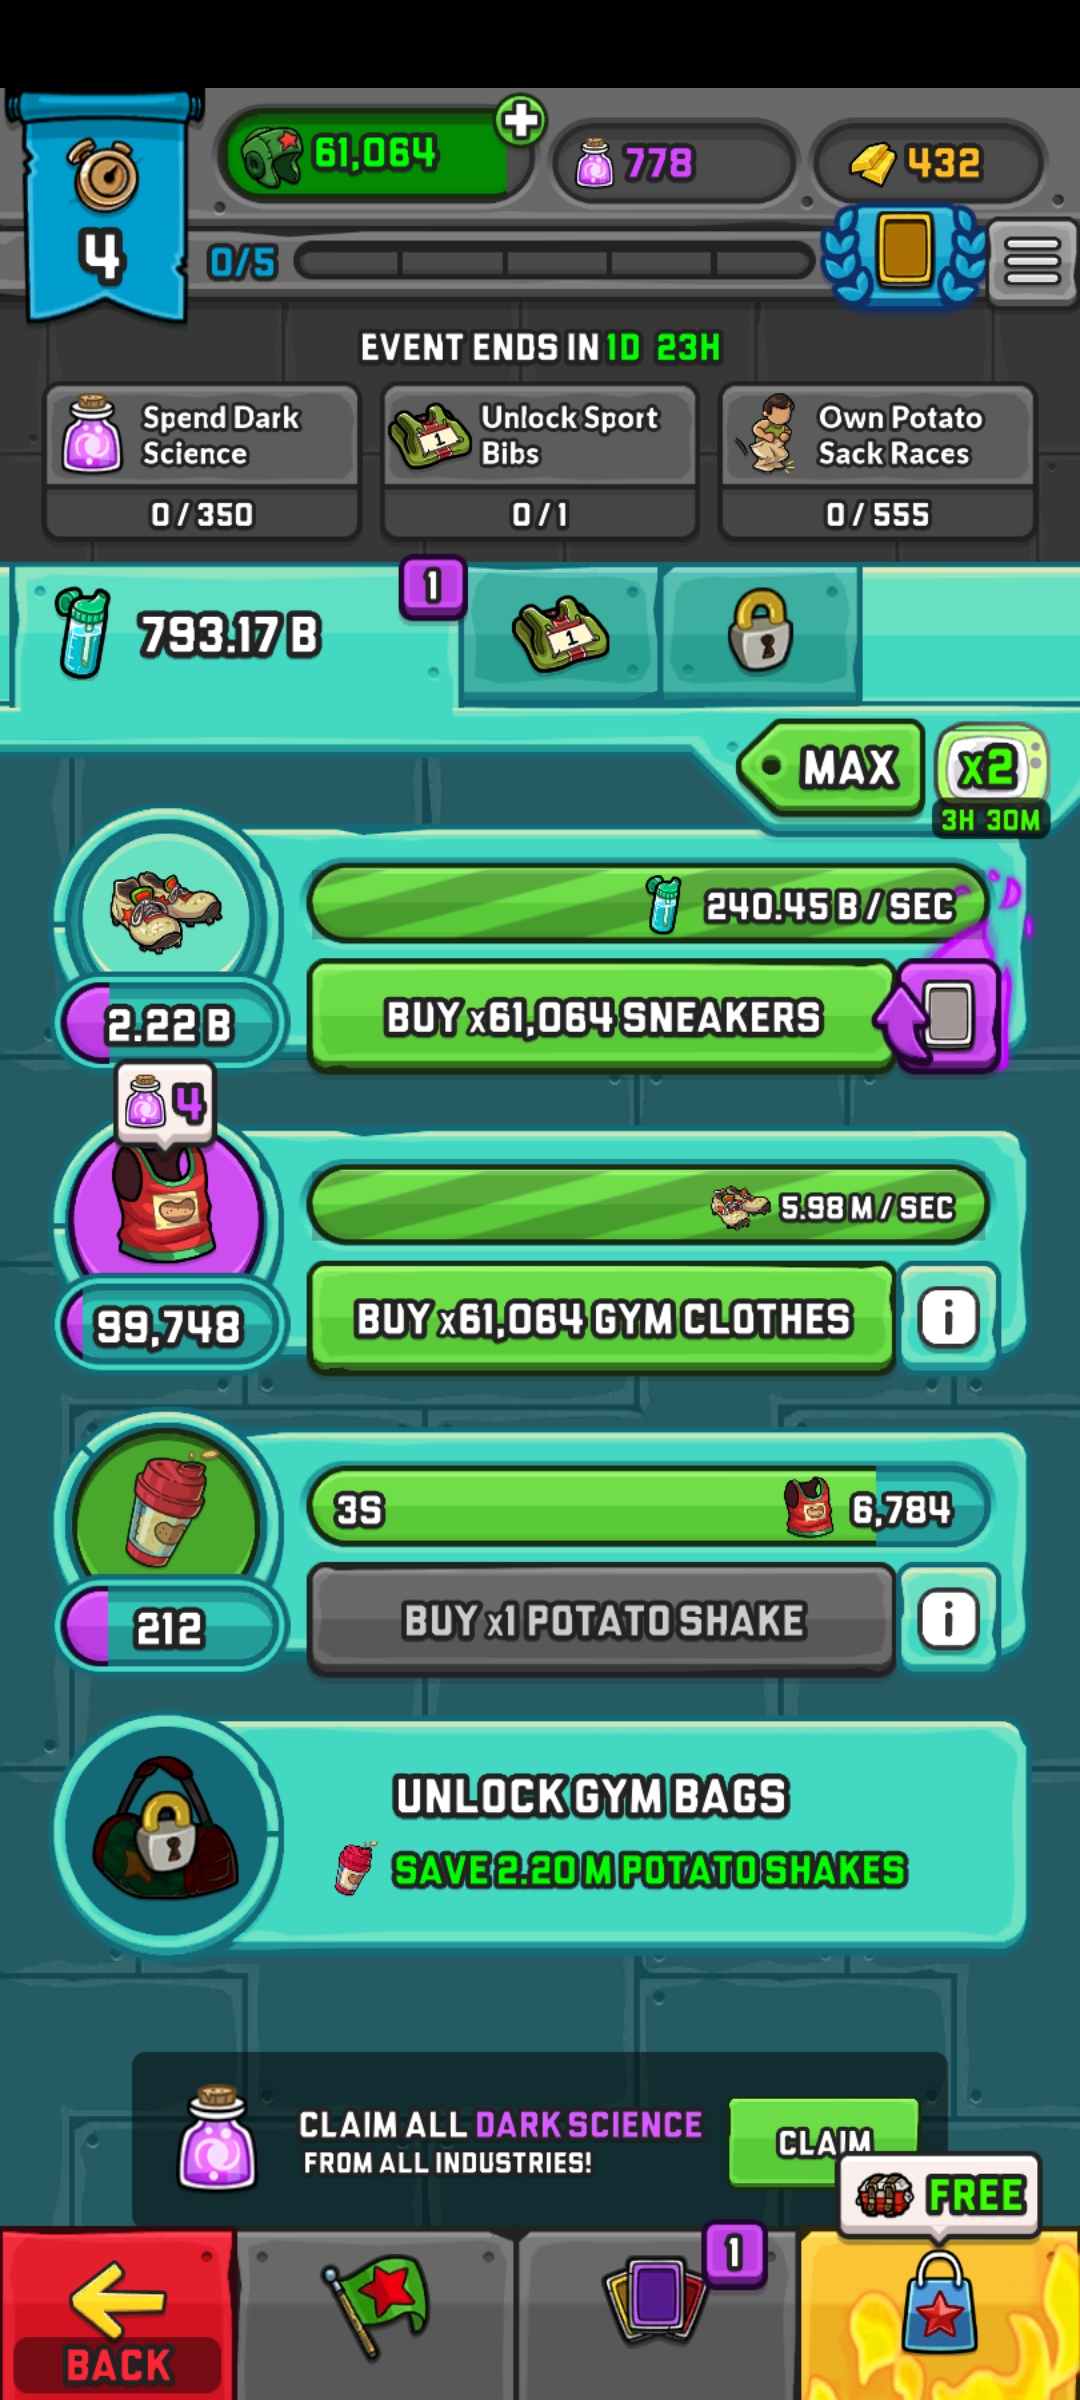 61,064
778
432
4
0/5
EVENT ENDS IN 1D 23H
Spend Dark
Science
0/350
Unlock Sport
Bibs
0/1
Own Potato
Sack Races
0/555
793.17 B
1
1
MAX
x2
3H 30M
240.45 B / SEC
2.22 B
BUY x61,064 SNEAKERS
4
5.98 M / SEC
99,748
BUY x61,064 GYM CLOTHES
i
3S
6,784
212
BUY x1 POTATO SHAKE
i
UNLOCK GYM BAGS
SAVE 2.20 M POTATO SHAKES
CLAIM ALL DARK SCIENCE
FROM ALL INDUSTRIES!
CLAIM
FREE
1
BACK